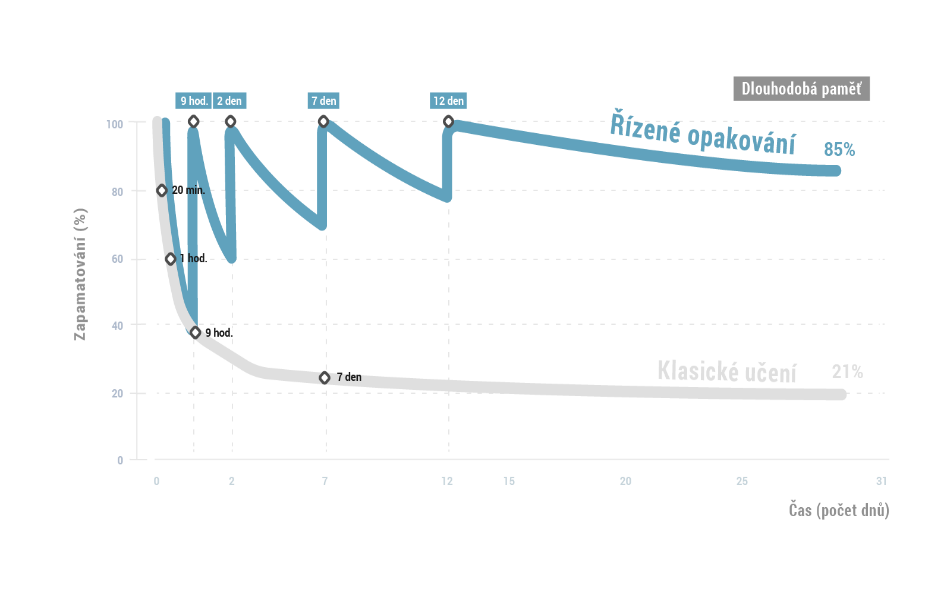 Dlouhodobá paměť
9 hod.
2 den
7 den
12 den
Řízené opakování
85%
100
80
60
40
20
0
Zapamatování (%)
20 min.
1 hod.
9 hod.
7 den
Klasické učení
21%
0
2
7
12
15
20
25
31
Čas (počet dnů)